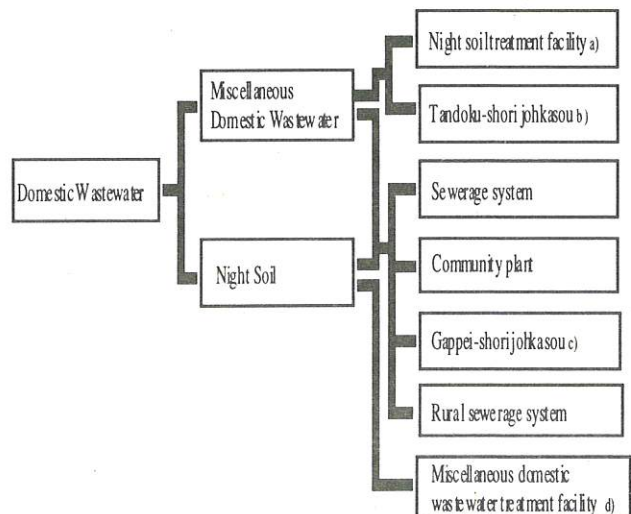 Domestic Wastewater
Miscellaneous
Domestic Wastewater
Night Soil
Night soil treatment facility a)
Tandoku-shori johkasou b)
Sewerage system
Community plant
Gappei-shori johkasou c)
Rural sewerage system
Miscellaneous domestic
wastewater treatment facility d)